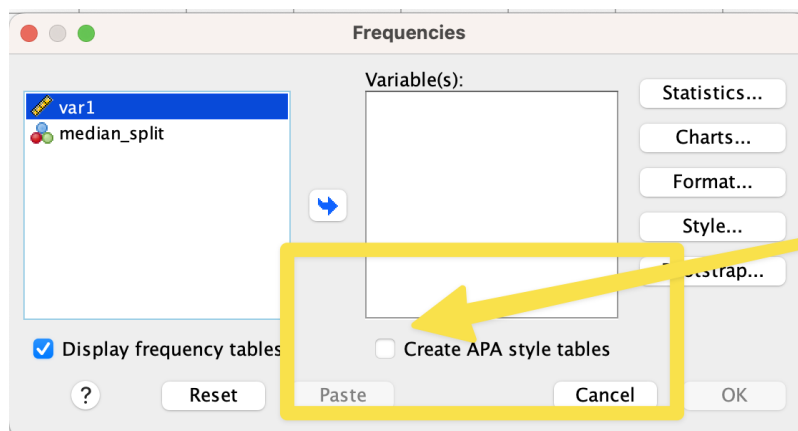 Frequencies
Variable(s):
var1
median_split
Statistics...
Charts...
Format...
Style...
Display frequency tables
Create APA style tables
?
Reset
Paste
Cancel
OK